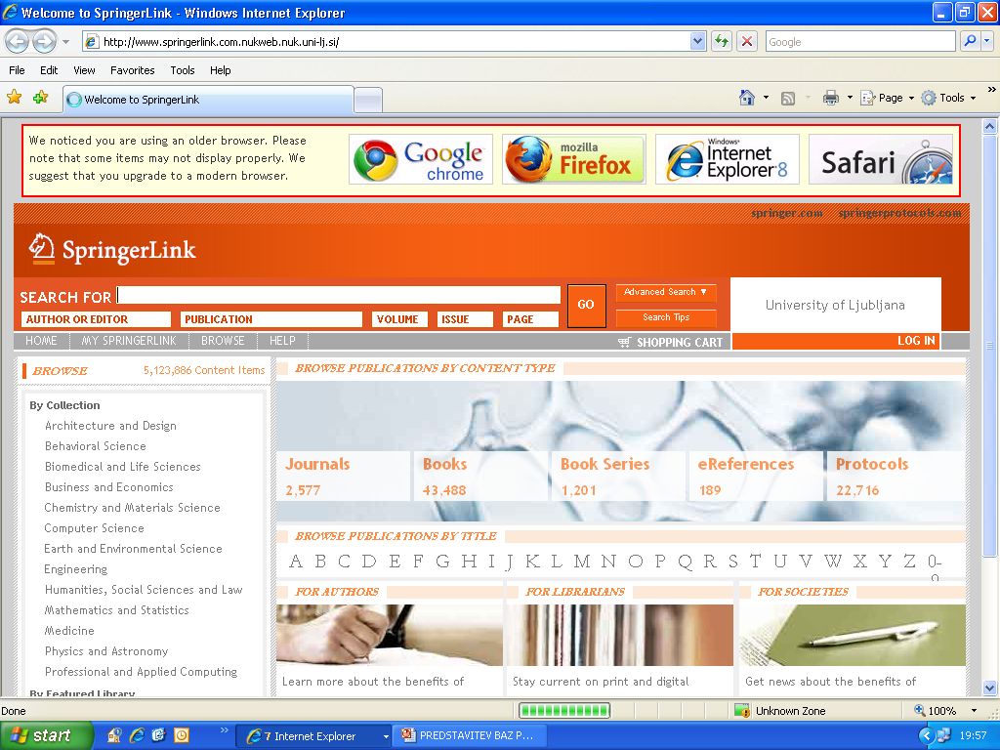 Welcome to SpringerLink - Windows Internet Explorer
http://www.springerlink.com.nukweb.nuk.uni-lj.si/
Google
File Edit View Favorites Tools Help
Welcome to SpringerLink
Page Tools »
We noticed you are using an older browser. Please
note that some items may not display properly. We
suggest that you upgrade to a modern browser.
Google
chrome
mozilla
Firefox
Windows
Internet
Explorer 8
Safari
springer.com springerprotocols.com
SpringerLink
SEARCH FOR GO
Advanced Search ▼
Search Tips
AUTHOR OR EDITOR PUBLICATION VOLUME ISSUE PAGE
University of Ljubljana
HOME MY SPRINGERLINK BROWSE HELP SHOPPING CART LOG IN
BROWSE 5,123,886 Content Items
By Collection
Architecture and Design
Behavioral Science
Biomedical and Life Sciences
Business and Economics
Chemistry and Materials Science
Computer Science
Earth and Environmental Science
Engineering
Humanities, Social Sciences and Law
Mathematics and Statistics
Medicine
Physics and Astronomy
Professional and Applied Computing
By Featured Library
BROWSE PUBLICATIONS BY CONTENT TYPE
Journals Books Book Series eReferences Protocols
2,577 43,488 1,201 189 22,716
BROWSE PUBLICATIONS BY TITLE
A B C D E F G H I J K L M N O P Q R S T U V W X Y Z 0-
FOR AUTHORS FOR LIBRARIANS FOR SOCIETIES
Learn more about the benefits of
Stay current on print and digital
Get news about the benefits of
Done Unknown Zone 100%
start » 7 Internet Explorer PREDSTAVITEV BAZ P... 19:57